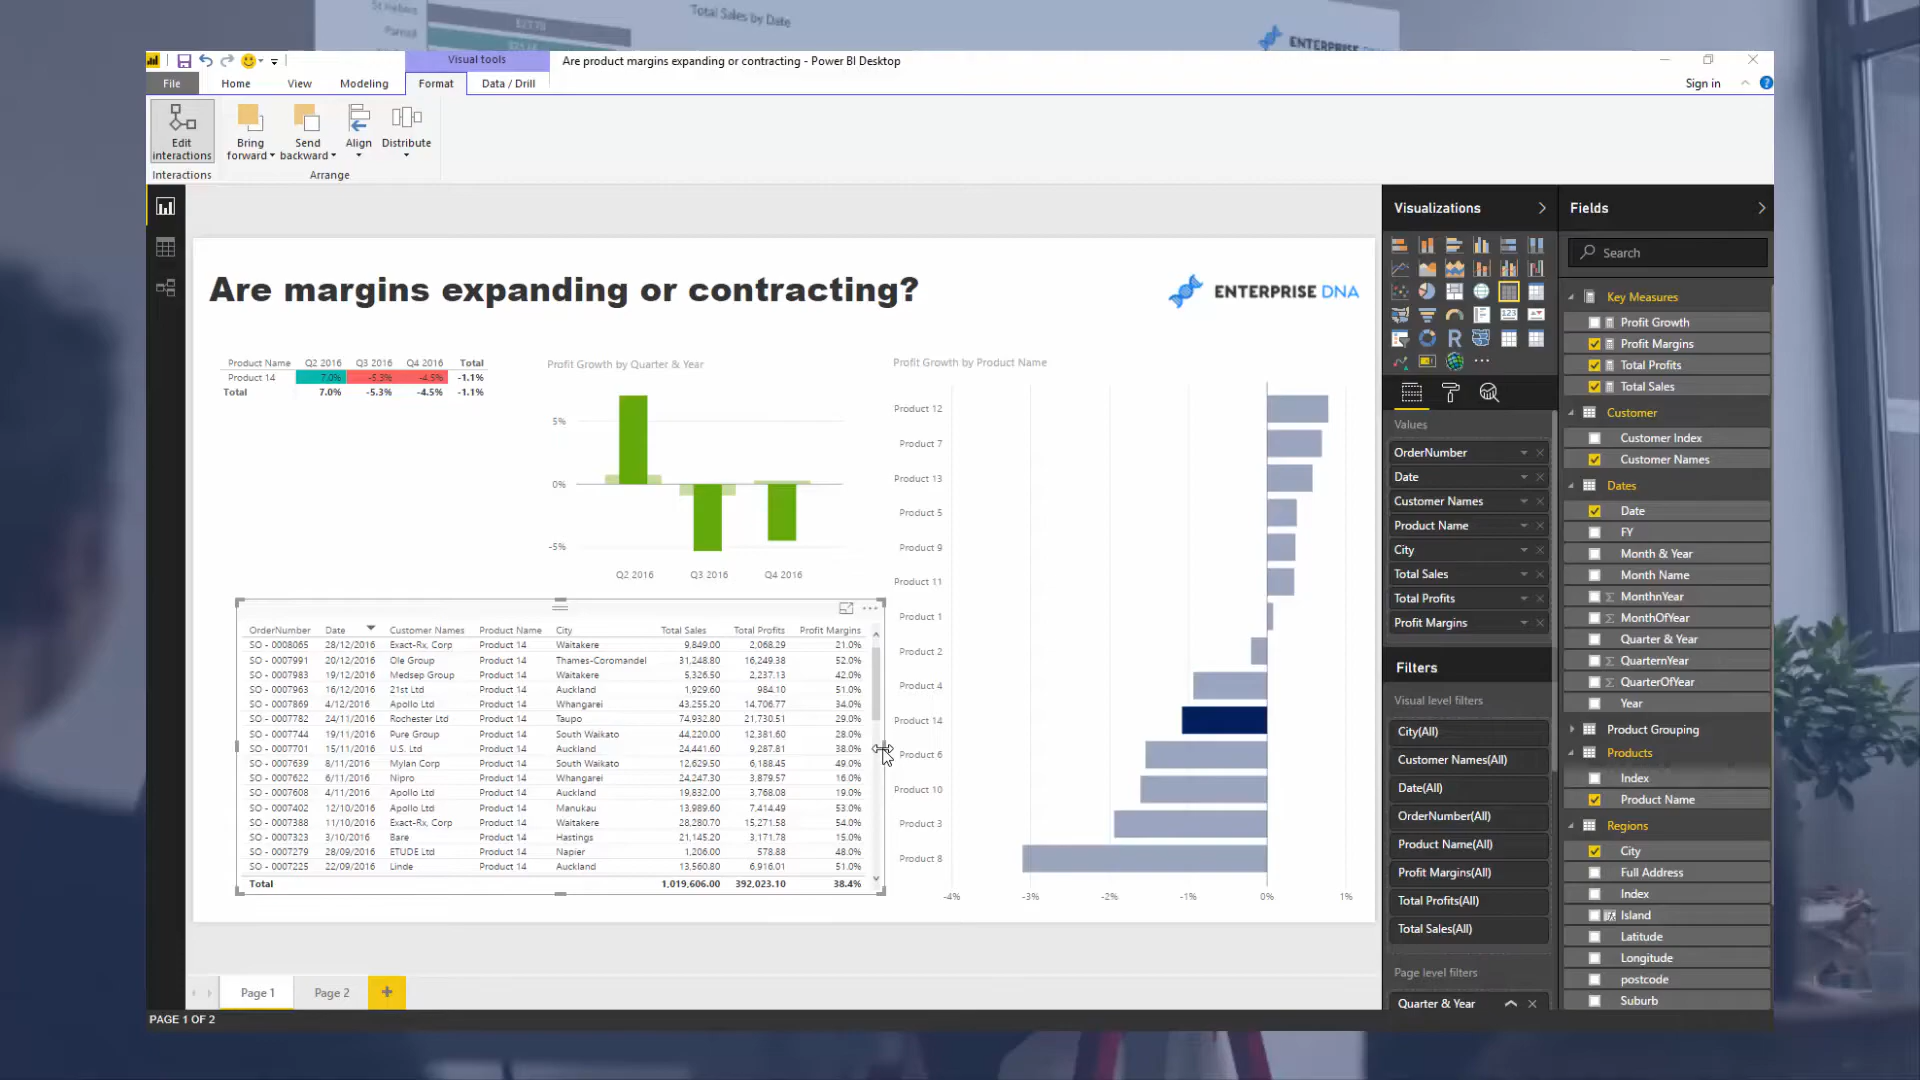 St Heliers
Parnell
Total Sales by Date
ENTERPRISE DNA
Visual tools
Are product margins expanding or contracting - Power BI Desktop
File
Home
View
Modeling
Format
Data / Drill
Sign in
Edit interactions
Bring forward
Send backward
Align
Distribute
Interactions
Arrange
Are margins expanding or contracting?
ENTERPRISE DNA
Product Name Q2 2016 Q3 2016 Q4 2016 Total
Product 14 7.0% -5.3% -4.5% -1.1%
Total 7.0% -5.3% -4.5% -1.1%
Profit Growth by Quarter & Year
5%
0%
-5%
Q2 2016 Q3 2016 Q4 2016
OrderNumber Date Customer Names Product Name City Total Sales Total Profits Profit Margins
SO - 0008065 28/12/2016 Exact-Rx, Corp Product 14 Waitakere 9,849.00 2,068.29 21.0%
SO - 0007991 20/12/2016 Ole Group Product 14 Thames-Coromandel 31,248.80 16,249.38 52.0%
SO - 0007983 19/12/2016 Medsep Group Product 14 Waitakere 5,326.50 2,237.13 42.0%
SO - 0007963 16/12/2016 21st Ltd Product 14 Auckland 1,929.60 984.10 51.0%
SO - 0007869 4/12/2016 Apollo Ltd Product 14 Whangarei 43,255.20 14,706.77 34.0%
SO - 0007782 24/11/2016 Rochester Ltd Product 14 Taupo 74,932.80 21,730.51 29.0%
SO - 0007744 19/11/2016 Pure Group Product 14 South Waikato 44,220.00 12,381.60 28.0%
SO - 0007701 15/11/2016 U.S. Ltd Product 14 Auckland 24,441.60 9,287.81 38.0%
SO - 0007639 8/11/2016 Mylan Corp Product 14 South Waikato 12,629.50 6,188.45 49.0%
SO - 0007622 6/11/2016 Nipro Product 14 Whangarei 24,247.30 3,879.57 16.0%
SO - 0007608 4/11/2016 Apollo Ltd Product 14 Auckland 19,832.00 3,768.08 19.0%
SO - 0007402 12/10/2016 Apollo Ltd Product 14 Manukau 13,989.60 7,414.49 53.0%
SO - 0007388 11/10/2016 Exact-Rx, Corp Product 14 Waitakere 28,280.70 15,271.58 54.0%
SO - 0007323 3/10/2016 Bare Product 14 Hastings 21,145.20 3,171.78 15.0%
SO - 0007279 28/09/2016 ETUDE Ltd Product 14 Napier 1,206.00 578.88 48.0%
SO - 0007225 22/09/2016 Linde Product 14 Auckland 13,560.80 6,916.01 51.0%
Total 1,019,606.00 392,023.10 38.4%
Profit Growth by Product Name
Product 12
Product 7
Product 13
Product 5
Product 9
Product 11
Product 1
Product 2
Product 4
Product 14
Product 6
Product 10
Product 3
Product 8
-4% -3% -2% -1% 0% 1%
Page 1
Page 2
+
PAGE 1 OF 2
Visualizations
Values
OrderNumber
Date
Customer Names
Product Name
City
Total Sales
Total Profits
Profit Margins
Filters
Visual level filters
City(All)
Customer Names(All)
Date(All)
OrderNumber(All)
Product Name(All)
Profit Margins(All)
Total Profits(All)
Total Sales(All)
Page level filters
Quarter & Year
Fields
Search
Key Measures
Profit Growth
Profit Margins
Total Profits
Total Sales
Customer
Customer Index
Customer Names
Dates
Date
FY
Month & Year
Month Name
MonthnYear
MonthOfYear
Quarter & Year
QuarternYear
QuarterOfYear
Year
Product Grouping
Products
Index
Product Name
Regions
City
Full Address
Index
Island
Latitude
Longitude
postcode
Suburb